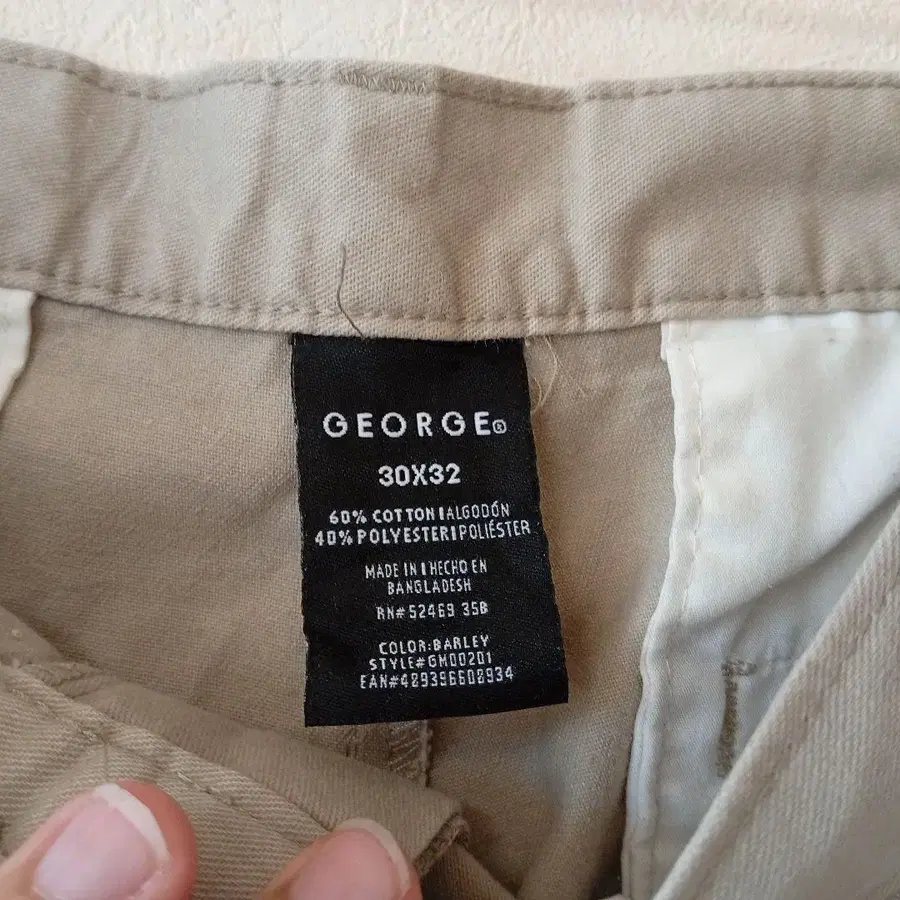 GEORGE®
30X32
60% COTTON|ALGODÓN
40% POLYESTER|POLIÉSTER
MADE IN|HECHO EN
BANGLADESH
RN#52469 35B
COLOR:BARLEY
STYLE#GM00201
EAN#489396608934